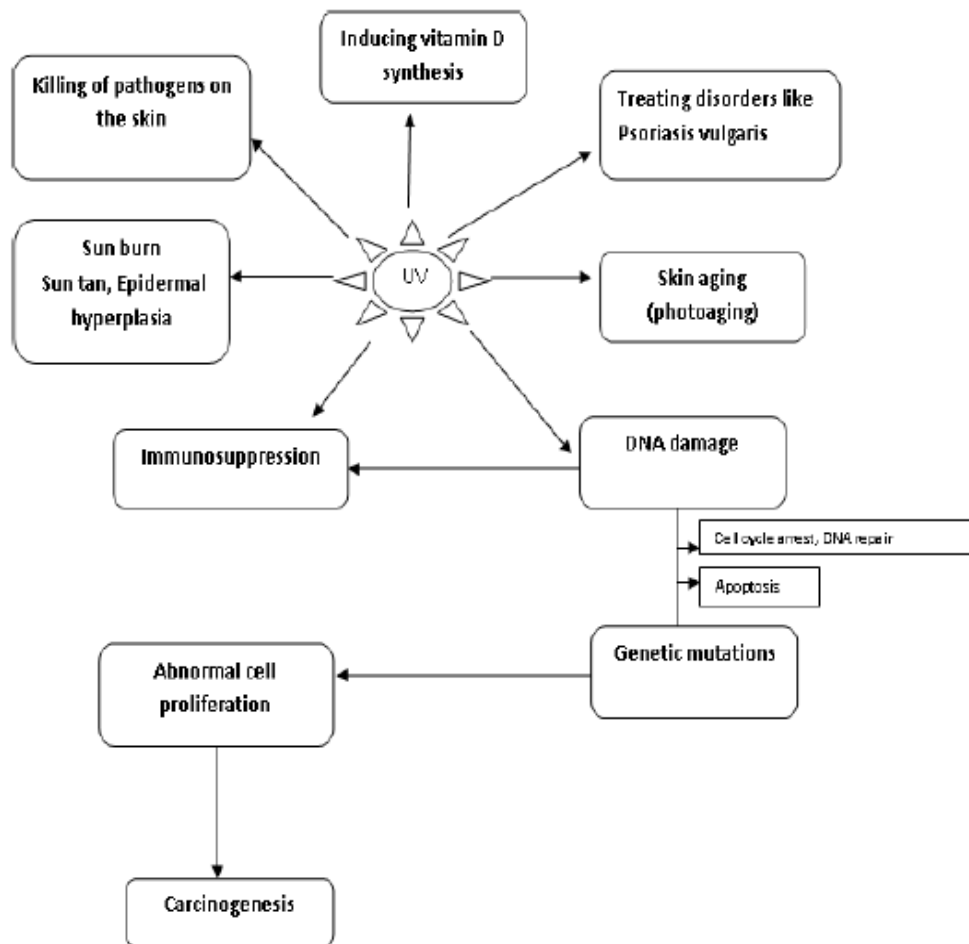 Inducing vitamin D
synthesis
Killing of pathogens on
the skin
Treating disorders like
Psoriasis vulgaris
Sun burn
Sun tan, Epidermal
hyperplasia
UV
Skin aging
(photoaging)
Immunosuppression
DNA damage
Cell cycle arrest, DNA repair
Apoptosis
Genetic mutations
Abnormal cell
proliferation
Carcinogenesis